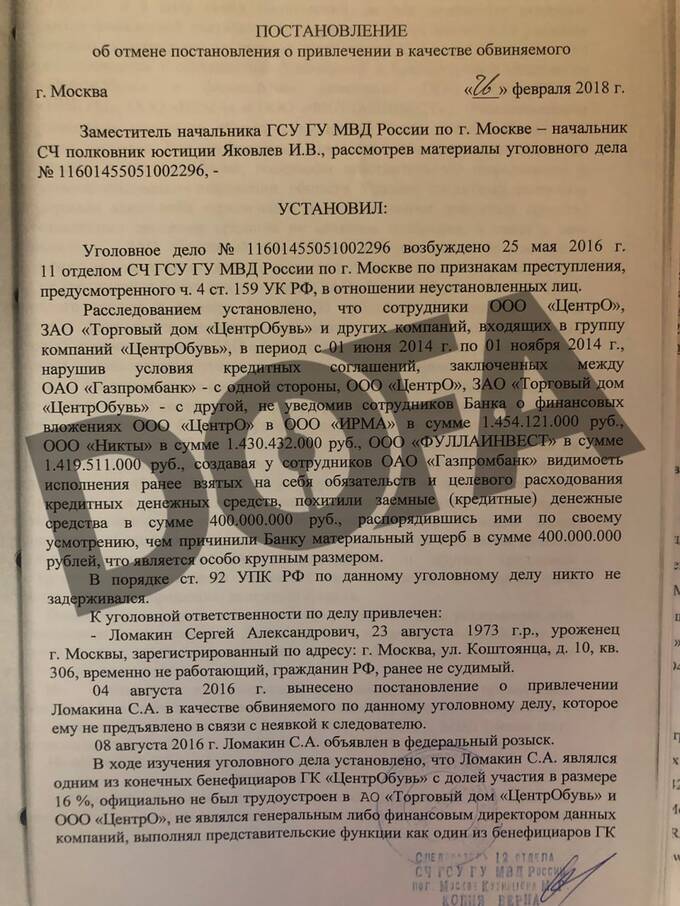 ПОСТАНОВЛЕНИЕ
об отмене постановления о привлечении в качестве обвиняемого
г. Москва «26» февраля 2018 г.
Заместитель начальника ГСУ ГУ МВД России по г. Москве – начальник
СЧ полковник юстиции Яковлев И.В., рассмотрев материалы уголовного дела
№ 11601455051002296, -
УСТАНОВИЛ:
Уголовное дело № 11601455051002296 возбуждено 25 мая 2016 г.
11 отделом СЧ ГСУ ГУ МВД России по г. Москве по признакам преступления,
предусмотренного ч. 4 ст. 159 УК РФ, в отношении неустановленных лиц.
Расследованием установлено, что сотрудники ООО «ЦентрО»,
ЗАО «Торговый дом «ЦентрОбувь» и других компаний, входящих в группу
компаний «ЦентрОбувь», в период с 01 июня 2014 г. по 01 ноября 2014 г.,
нарушив условия кредитных соглашений, заключенных между
ОАО «Газпромбанк» - с одной стороны, ООО «ЦентрО», ЗАО «Торговый дом
«ЦентрОбувь» - с другой, не уведомив сотрудников Банка о финансовых
вложениях ООО «ЦентрО» в ООО «ИРМА» в сумме 1.454.121.000 руб.,
ООО «Никты» в сумме 1.430.432.000 руб., ООО «ФУЛЛАИНВЕСТ» в сумме
1.419.511.000 руб., создавая у сотрудников ОАО «Газпромбанк» видимость
исполнения ранее взятых на себя обязательств и целевого расходования
кредитных денежных средств, похитили заемные (кредитные) денежные
средства в сумме 400.000.000 руб., распорядившись ими по своему
усмотрению, чем причинили Банку материальный ущерб в сумме 400.000.000
рублей, что является особо крупным размером.
В порядке ст. 92 УПК РФ по данному уголовному делу никто не
задерживался.
К уголовной ответственности по делу привлечен:
- Ломакин Сергей Александрович, 23 августа 1973 г.р., уроженец
г. Москвы, зарегистрированный по адресу: г. Москва, ул. Коштоянца, д. 10, кв.
306, временно не работающий, гражданин РФ, ранее не судимый.
04 августа 2016 г. вынесено постановление о привлечении
Ломакина С.А. в качестве обвиняемого по данному уголовному делу, которое
ему не предъявлено в связи с неявкой к следователю.
08 августа 2016 г. Ломакин С.А. объявлен в федеральный розыск.
В ходе изучения уголовного дела установлено, что Ломакин С.А. являлся
одним из конечных бенефициаров ГК «ЦентрОбувь» с долей участия в размере
16 %, официально не был трудоустроен в АО «Торговый дом «ЦентрОбувь» и
ООО «ЦентрО», не являлся генеральным либо финансовым директором данных
компаний, выполнял представительские функции как один из бенефициаров ГК
СЛЕДОВАТЕЛЬ 12 ОТДЕЛА
СЧ ГСУ ГУ МВД России
КОПИЯ ВЕРНА
DOFA